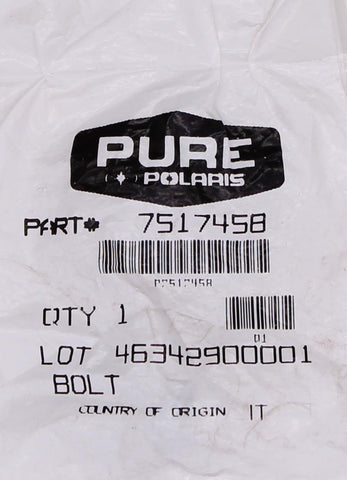 PURE
POLARIS
PART# 7517458
P7517458
QTY 1
01
LOT 46342900001
BOLT
COUNTRY OF ORIGIN IT